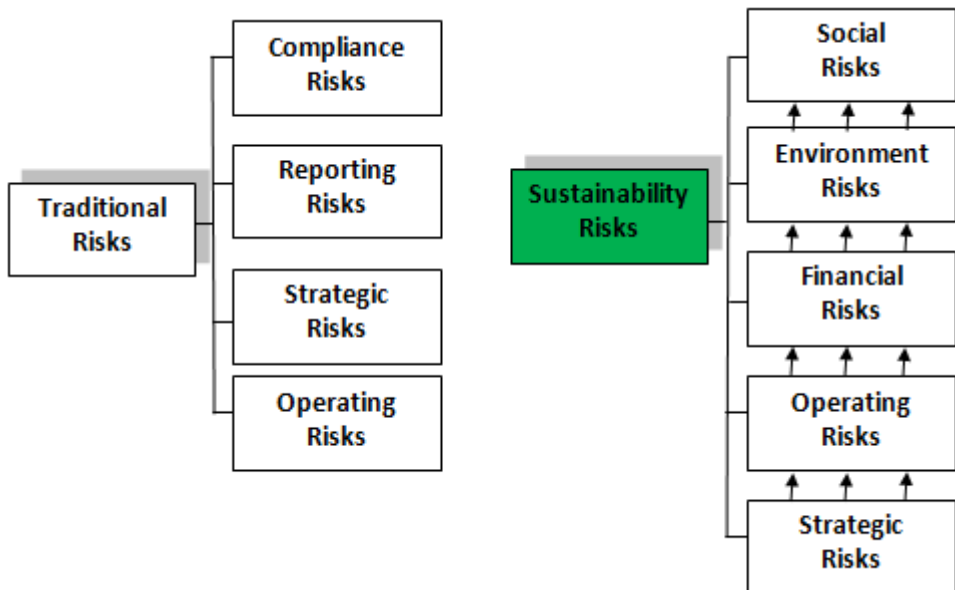 Compliance
Risks
Reporting
Risks
Traditional
Risks
Strategic
Risks
Operating
Risks
Social
Risks
Environment
Risks
Sustainability
Risks
Financial
Risks
Operating
Risks
Strategic
Risks